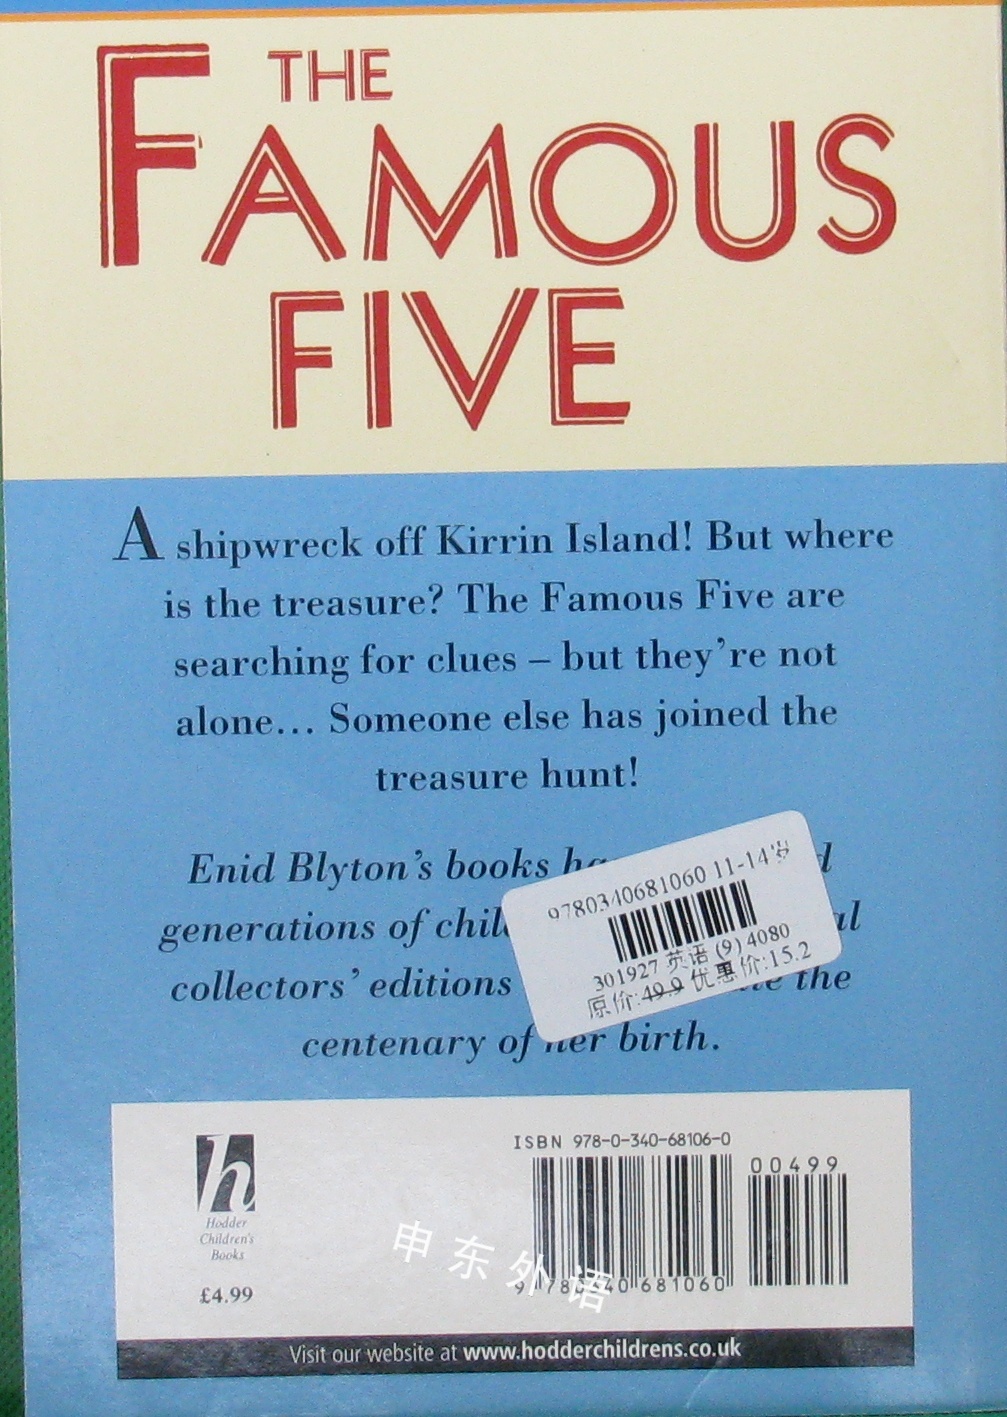 THE
FAMOUS
FIVE
A shipwreck off Kirrin Island! But where
is the treasure? The Famous Five are
searching for clues – but they're not
alone... Someone else has joined the
treasure hunt!
Enid Blyton's books
generations of
collectors' editions the
centenary of her birth.
9780340681060 11-14岁
301927 英语 (9) 4080
原价:49.9 优惠价:15.2
ISBN 978-0-340-68106-0
00499
h
Hodder
Children's
Books
£4.99
申东外语
Visit our website at www.hodderchildrens.co.uk